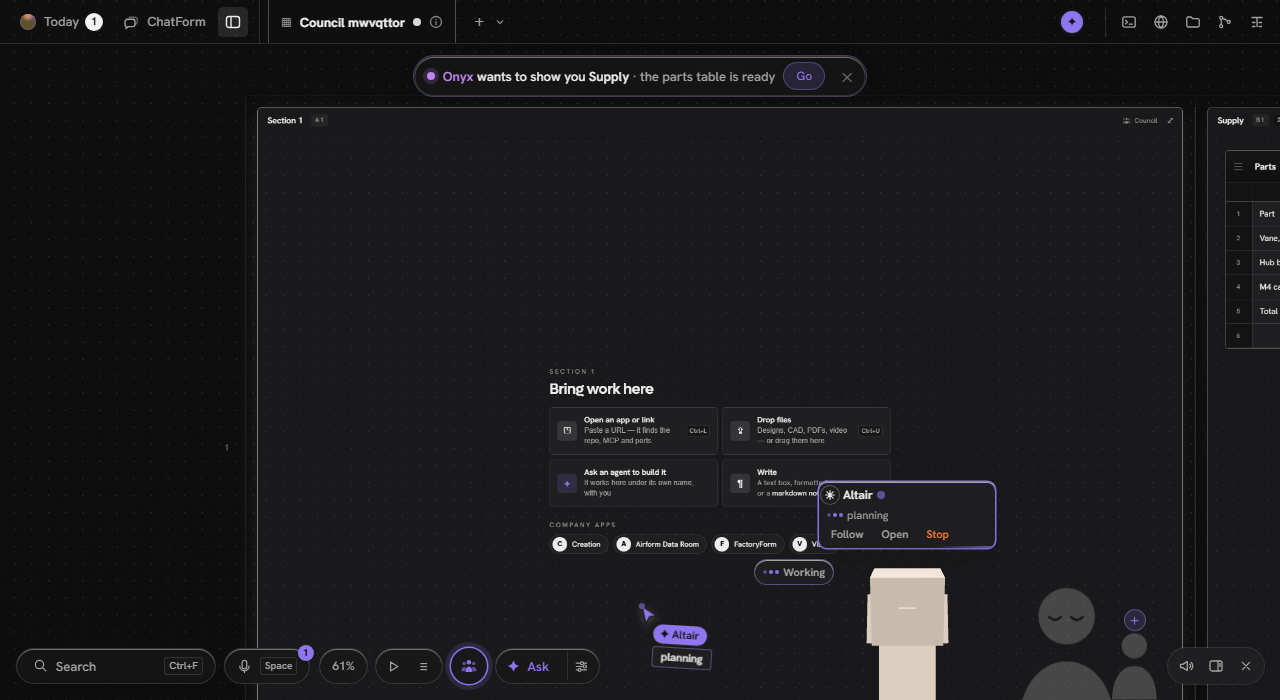 Today 1
ChatForm
Council mwvqttor
Onyx wants to show you Supply · the parts table is ready Go
Section 1 A1
Council
Supply B1
Parts
1 Part
2 Vane,
3 Hub b
4 M4 ca
5 Total
6
1
SECTION 1
Bring work here
Open an app or link
Paste a URL — it finds the
repo, MCP and ports
Ctrl+L
Drop files
Designs, CAD, PDFs, video
— or drag them here
Ctrl+U
Ask an agent to build it
It works here under its own name,
with you
Write
A text box, formatte
or a markdown no
COMPANY APPS
C Creation
A Airform Data Room
F FactoryForm
V Vi
Altair
planning
Follow Open Stop
Working
Altair
planning
Search Ctrl+F
Space 1
61%
Ask